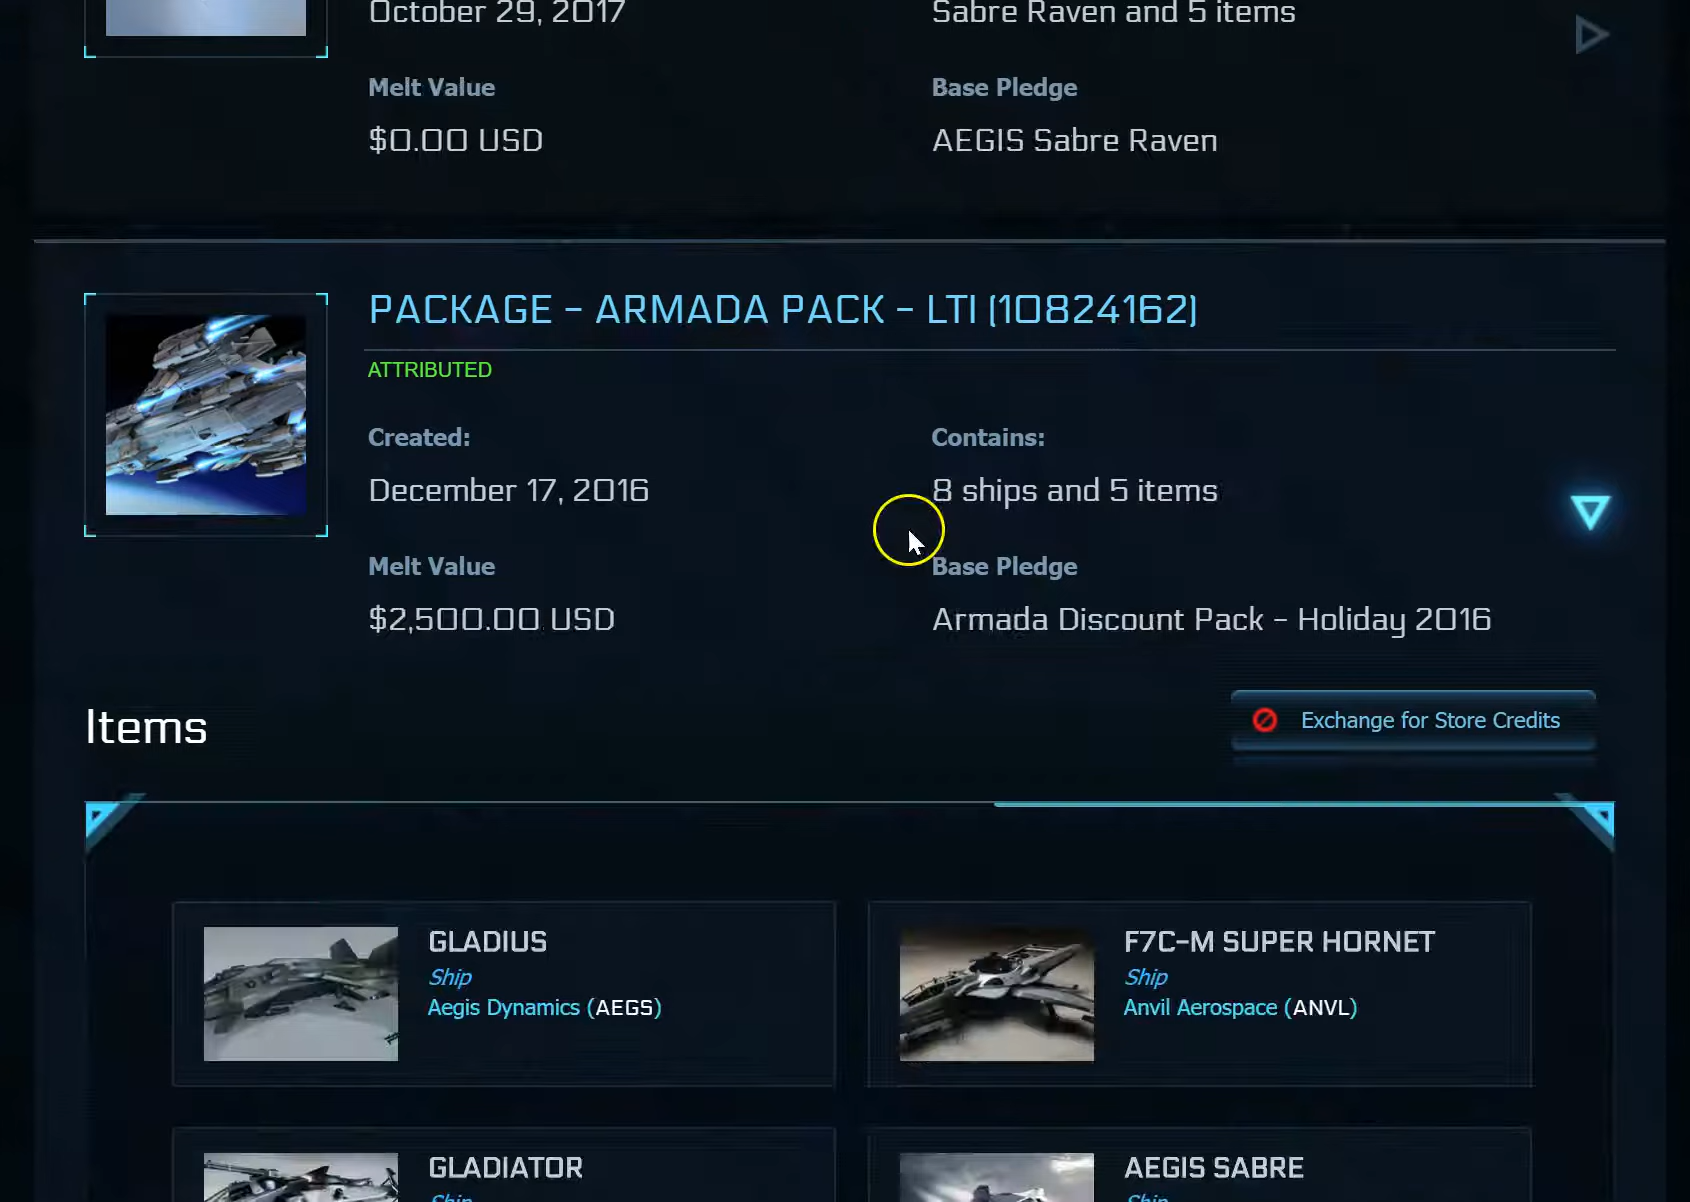 October 29, 2017
Sabre Raven and 5 items
Melt Value
Base Pledge
$0.00 USD
AEGIS Sabre Raven
PACKAGE - ARMADA PACK - LTI (10824162)
ATTRIBUTED
Created:
Contains:
December 17, 2016
8 ships and 5 items
Melt Value
Base Pledge
$2,500.00 USD
Armada Discount Pack - Holiday 2016
Items
Exchange for Store Credits
GLADIUS
Ship
Aegis Dynamics (AEGS)
F7C-M SUPER HORNET
Ship
Anvil Aerospace (ANVL)
GLADIATOR
Ship
AEGIS SABRE
Ship